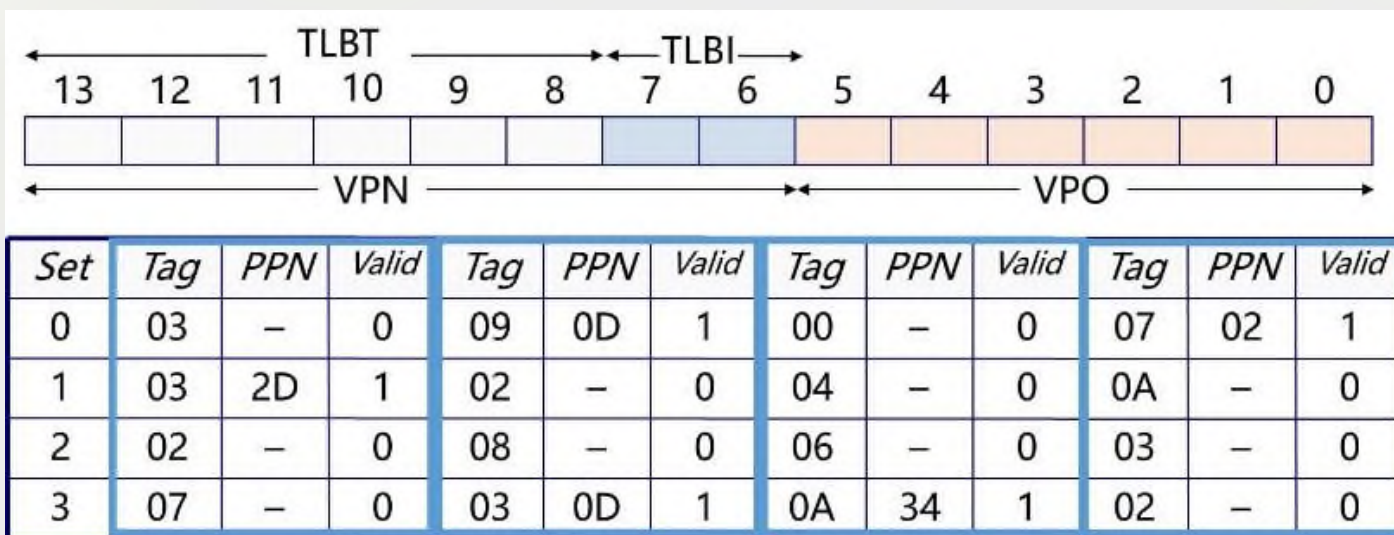 TLBT TLBI
13 12 11 10 9 8 7 6 5 4 3 2 1 0
VPN VPO
Set Tag PPN Valid Tag PPN Valid Tag PPN Valid Tag PPN Valid
0 03 – 0 09 0D 1 00 – 0 07 02 1
1 03 2D 1 02 – 0 04 – 0 0A – 0
2 02 – 0 08 – 0 06 – 0 03 – 0
3 07 – 0 03 0D 1 0A 34 1 02 – 0